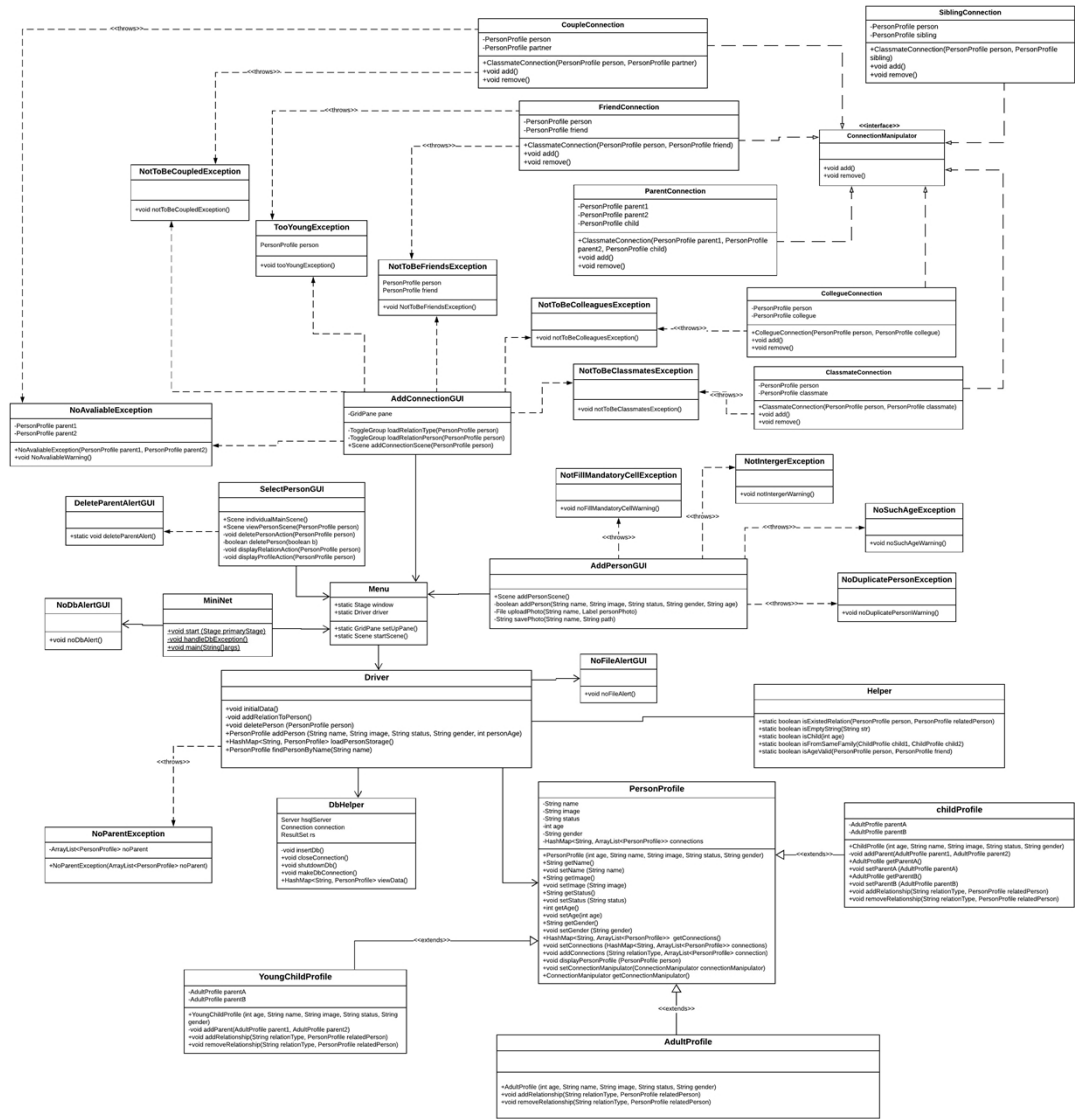 CoupleConnection
-PersonProfile person
-PersonProfile partner
+ClassmateConnection(PersonProfile person, PersonProfile partner)
+void add()
+void remove()
SiblingConnection
-PersonProfile person
-PersonProfile sibling
+ClassmateConnection(PersonProfile person, PersonProfile
sibling)
+void add()
+void remove()
<<throws>>
<<throws>>
<<throws>>
<<throws>>
FriendConnection
-PersonProfile person
-PersonProfile friend
+ClassmateConnection(PersonProfile person, PersonProfile friend)
+void add()
+void remove()
<<interface>>
ConnectionManipulator
+void add()
+void remove()
NotToBeCoupledException
+void notToBeCoupledException()
ParentConnection
-PersonProfile parent1
-PersonProfile parent2
-PersonProfile child
+ClassmateConnection(PersonProfile parent1, PersonProfile
parent2, PersonProfile child)
+void add()
+void remove()
TooYoungException
PersonProfile person
+void tooYoungException()
NotToBeFriendsException
PersonProfile person
PersonProfile friend
+void NotToBeFriendsException()
NotToBeColleaguesException
+void notToBeColleaguesException()
<<throws>>
CollegueConnection
-PersonProfile person
-PersonProfile collegue
+CollegueConnection(PersonProfile person, PersonProfile collegue)
+void add()
+void remove()
NotToBeClassmatesException
+void notToBeClassmatesException()
<<throws>>
ClassmateConnection
-PersonProfile person
-PersonProfile classmate
+ClassmateConnection(PersonProfile person, PersonProfile classmate)
+void add()
+void remove()
NoAvaliableException
-PersonProfile parent1
-PersonProfile parent2
+NoAvaliableException(PersonProfile parent1, PersonProfile parent2)
+void NoAvaliableWarning()
AddConnectionGUI
-GridPane pane
-ToggleGroup loadRelationType(PersonProfile person)
-ToggleGroup loadRelationPerson(PersonProfile person)
+Scene addConnectionScene(PersonProfile person)
NotFillMandatoryCellException
+void noFillMandatoryCellWarning()
NotIntergerException
+void notIntergerWarning()
DeleteParentAlertGUI
+static void deleteParentAlert()
SelectPersonGUI
+Scene individualMainScene()
+Scene viewPersonScene(PersonProfile person)
-void deletePersonAction(PersonProfile person)
-boolean deletePerson(boolean b)
-void displayRelationAction(PersonProfile person)
-void displayProfileAction(PersonProfile person)
NoSuchAgeException
+void noSuchAgeWarning()
<<throws>>
<<throws>>
<<throws>>
AddPersonGUI
+Scene addPersonScene()
-boolean addPerson(String name, String image, String status, String gender, String age)
-File uploadPhoto(String name, Label personPhoto)
-String savePhoto(String name, String path)
<<throws>>
NoDuplicatePersonException
+void noDuplicatePersonWarning()
NoDbAlertGUI
+void noDbAlert()
MiniNet
+void start (Stage primaryStage)
-void handleDbException()
+void main(String[]args)
Menu
+static Stage window
+static Driver driver
+static GridPane setUpPane()
+static Scene startScene()
NoFileAlertGUI
+void noFileAlert()
Driver
+void initialData()
-void addRelationToPerson()
+void deletePerson (PersonProfile person)
+PersonProfile addPerson (String name, String image, String status, String gender, int personAge)
+HashMap<String, PersonProfile> loadPersonStorage()
+PersonProfile findPersonByName(String name)
Helper
+static boolean isExistedRelation(PersonProfile person, PersonProfile relatedPerson)
+static boolean isEmptyString(String str)
+static boolean isChild(int age)
+static boolean isFromSameFamily(ChildProfile child1, ChildProfile child2)
+static boolean isAgeValid(PersonProfile person, PersonProfile friend)
<<throws>>
NoParentException
-ArrayList<PersonProfile> noParent
+NoParentException(ArrayList<PersonProfile> noParent)
DbHelper
Server hsqlServer
Connection connection
ResultSet rs
-void insertDb()
+void closeConnection()
+void shutdownDb()
+void makeDbConnection()
+HashMap<String, PersonProfile> viewData()
PersonProfile
-String name
-String image
-String status
-int age
-String gender
-HashMap<String, ArrayList<PersonProfile>> connections
+PersonProfile (int age, String name, String image, String status, String gender)
+String getName()
+void setName (String name)
+String getImage()
+void setImage (String image)
+String getStatus()
+void setStatus (String status)
+int getAge()
+void setAge(int age)
+String getGender()
+void setGender (String gender)
+HashMap<String, ArrayList<PersonProfile>> getConnections()
+void setConnections (HashMap<String, ArrayList<PersonProfile>> connections)
+void addConnections (String relationType, ArrayList<PersonProfile> connection)
+void displayPersonProfile (PersonProfile person)
+void setConnectionManipulator(ConnectionManipulator connectionManipulator)
+ConnectionManipulator getConnectionManipulator()
<<extends>>
childProfile
-AdultProfile parentA
-AdultProfile parentB
+ChildProfile (int age, String name, String image, String status, String gender)
-void addParent(AdultProfile parent1, AdultProfile parent2)
+AdultProfile getParentA()
+void setParentA (AdultProfile parentA)
+AdultProfile getParentB()
+void setParentB (AdultProfile parentB)
+void addRelationship(String relationType, PersonProfile relatedPerson)
+void removeRelationship(String relationType, PersonProfile relatedPerson)
<<extends>>
YoungChildProfile
-AdultProfile parentA
-AdultProfile parentB
+YoungChildProfile (int age, String name, String image, String status, String
gender)
-void addParent(AdultProfile parent1, AdultProfile parent2)
+void addRelationship(String relationType, PersonProfile relatedPerson)
+void removeRelationship(String relationType, PersonProfile relatedPerson)
<<extends>>
AdultProfile
+AdultProfile (int age, String name, String image, String status, String gender)
+void addRelationship(String relationType, PersonProfile relatedPerson)
+void removeRelationship(String relationType, PersonProfile relatedPerson)